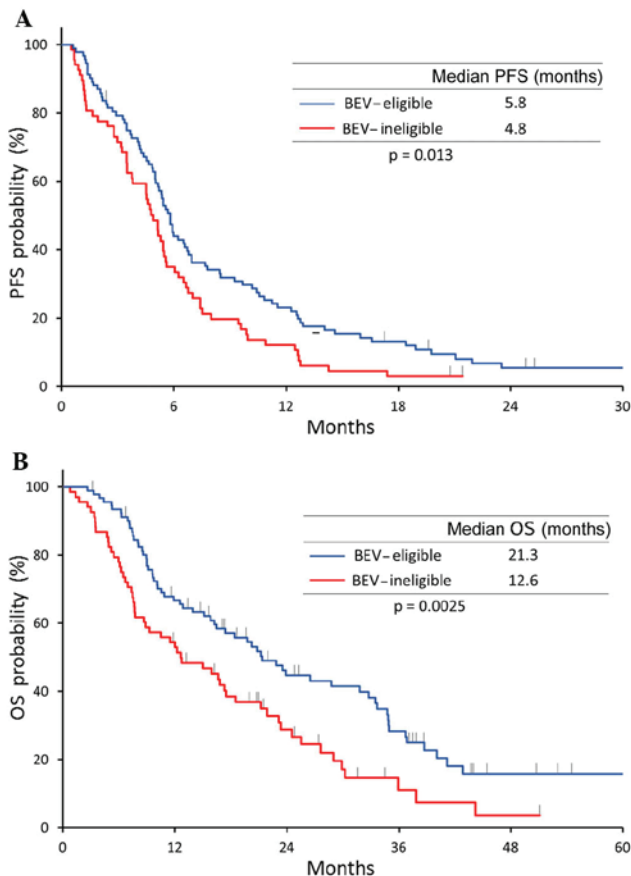 A
100
80
60
40
20
0
PFS probability (%)
Median PFS (months)
BEV-eligible 5.8
BEV-ineligible 4.8
p = 0.013
0 6 12 18 24 30
Months
B
100
80
60
40
20
0
OS probability (%)
Median OS (months)
BEV-eligible 21.3
BEV-ineligible 12.6
p = 0.0025
0 12 24 36 48 60
Months